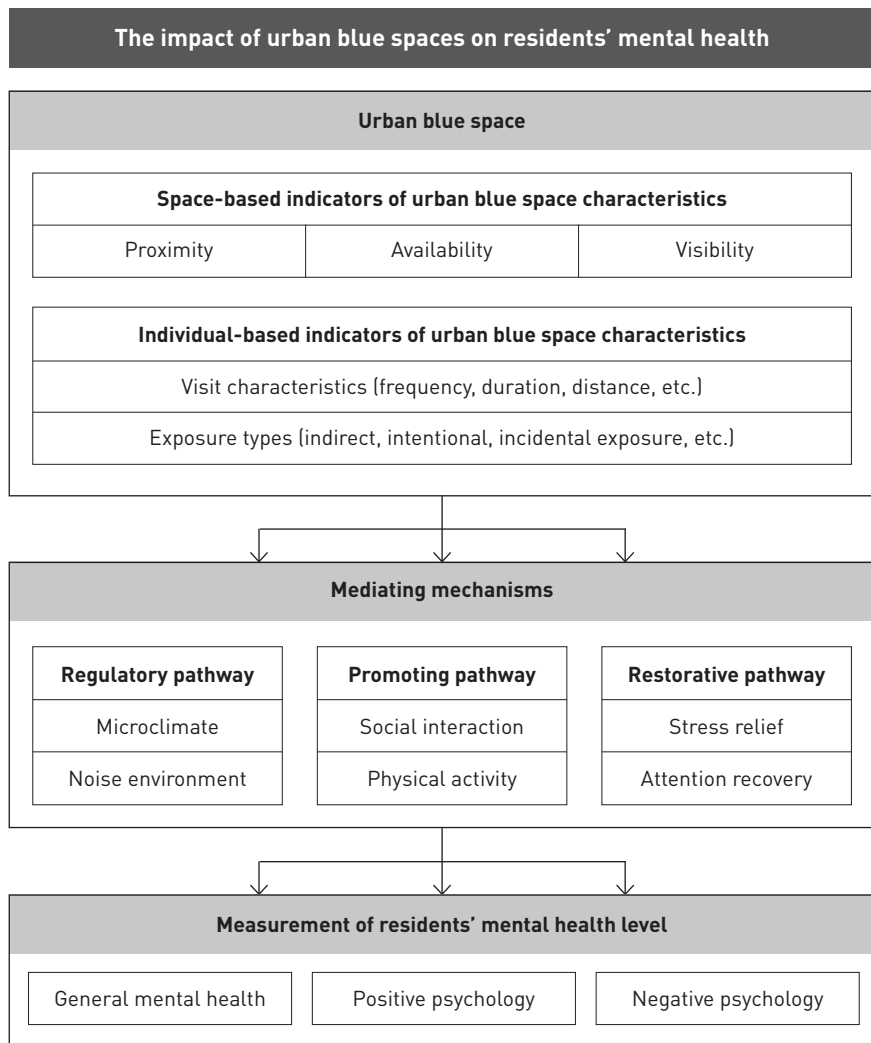 The impact of urban blue spaces on residents’ mental health
Urban blue space
Space-based indicators of urban blue space characteristics
Proximity
Availability
Visibility
Individual-based indicators of urban blue space characteristics
Visit characteristics (frequency, duration, distance, etc.)
Exposure types (indirect, intentional, incidental exposure, etc.)
Mediating mechanisms
Regulatory pathway
Microclimate
Noise environment
Promoting pathway
Social interaction
Physical activity
Restorative pathway
Stress relief
Attention recovery
Measurement of residents’ mental health level
General mental health
Positive psychology
Negative psychology